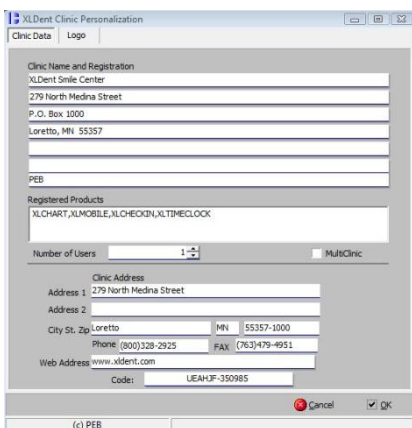 XLDent Clinic Personalization
Clinic Data Logo
Clinic Name and Registration
XLDent Smile Center
279 North Medina Street
P.O. Box 1000
Loretto, MN 55357
PEB
Registered Products
XLCHART,XLMOBILE,XLCHECKIN,XLTIMECLOCK
Number of Users 1 MultiClinic
Clinic Address
Address 1 279 North Medina Street
Address 2
City St. Zip Loretto MN 55357-1000
Phone (800)328-2925 FAX (763)479-4951
Web Address www.xldent.com
Code: UEAHJF-350985
Cancel OK
(c) PEB